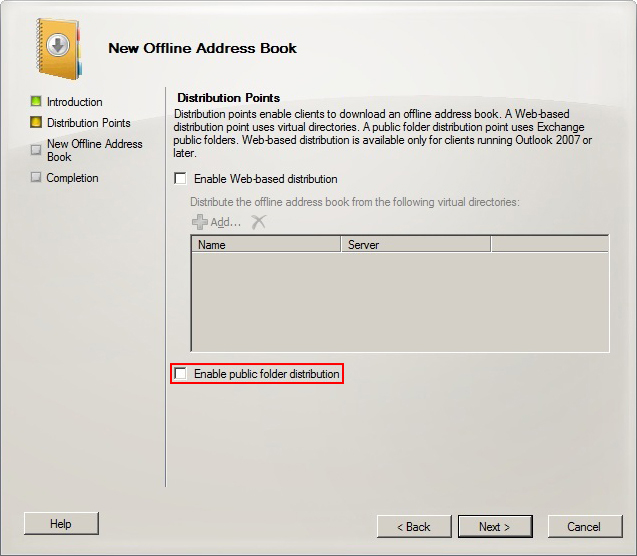 New Offline Address Book
Introduction
Distribution Points
New Offline Address
Book
Completion
Distribution Points
Distribution points enable clients to download an offline address book. A Web-based
distribution point uses virtual directories. A public folder distribution point uses Exchange
public folders. Web-based distribution is available only for clients running Outlook 2007 or
later.
Enable Web-based distribution
Distribute the offline address book from the following virtual directories:
Add...
Name Server
Enable public folder distribution
Help < Back Next > Cancel